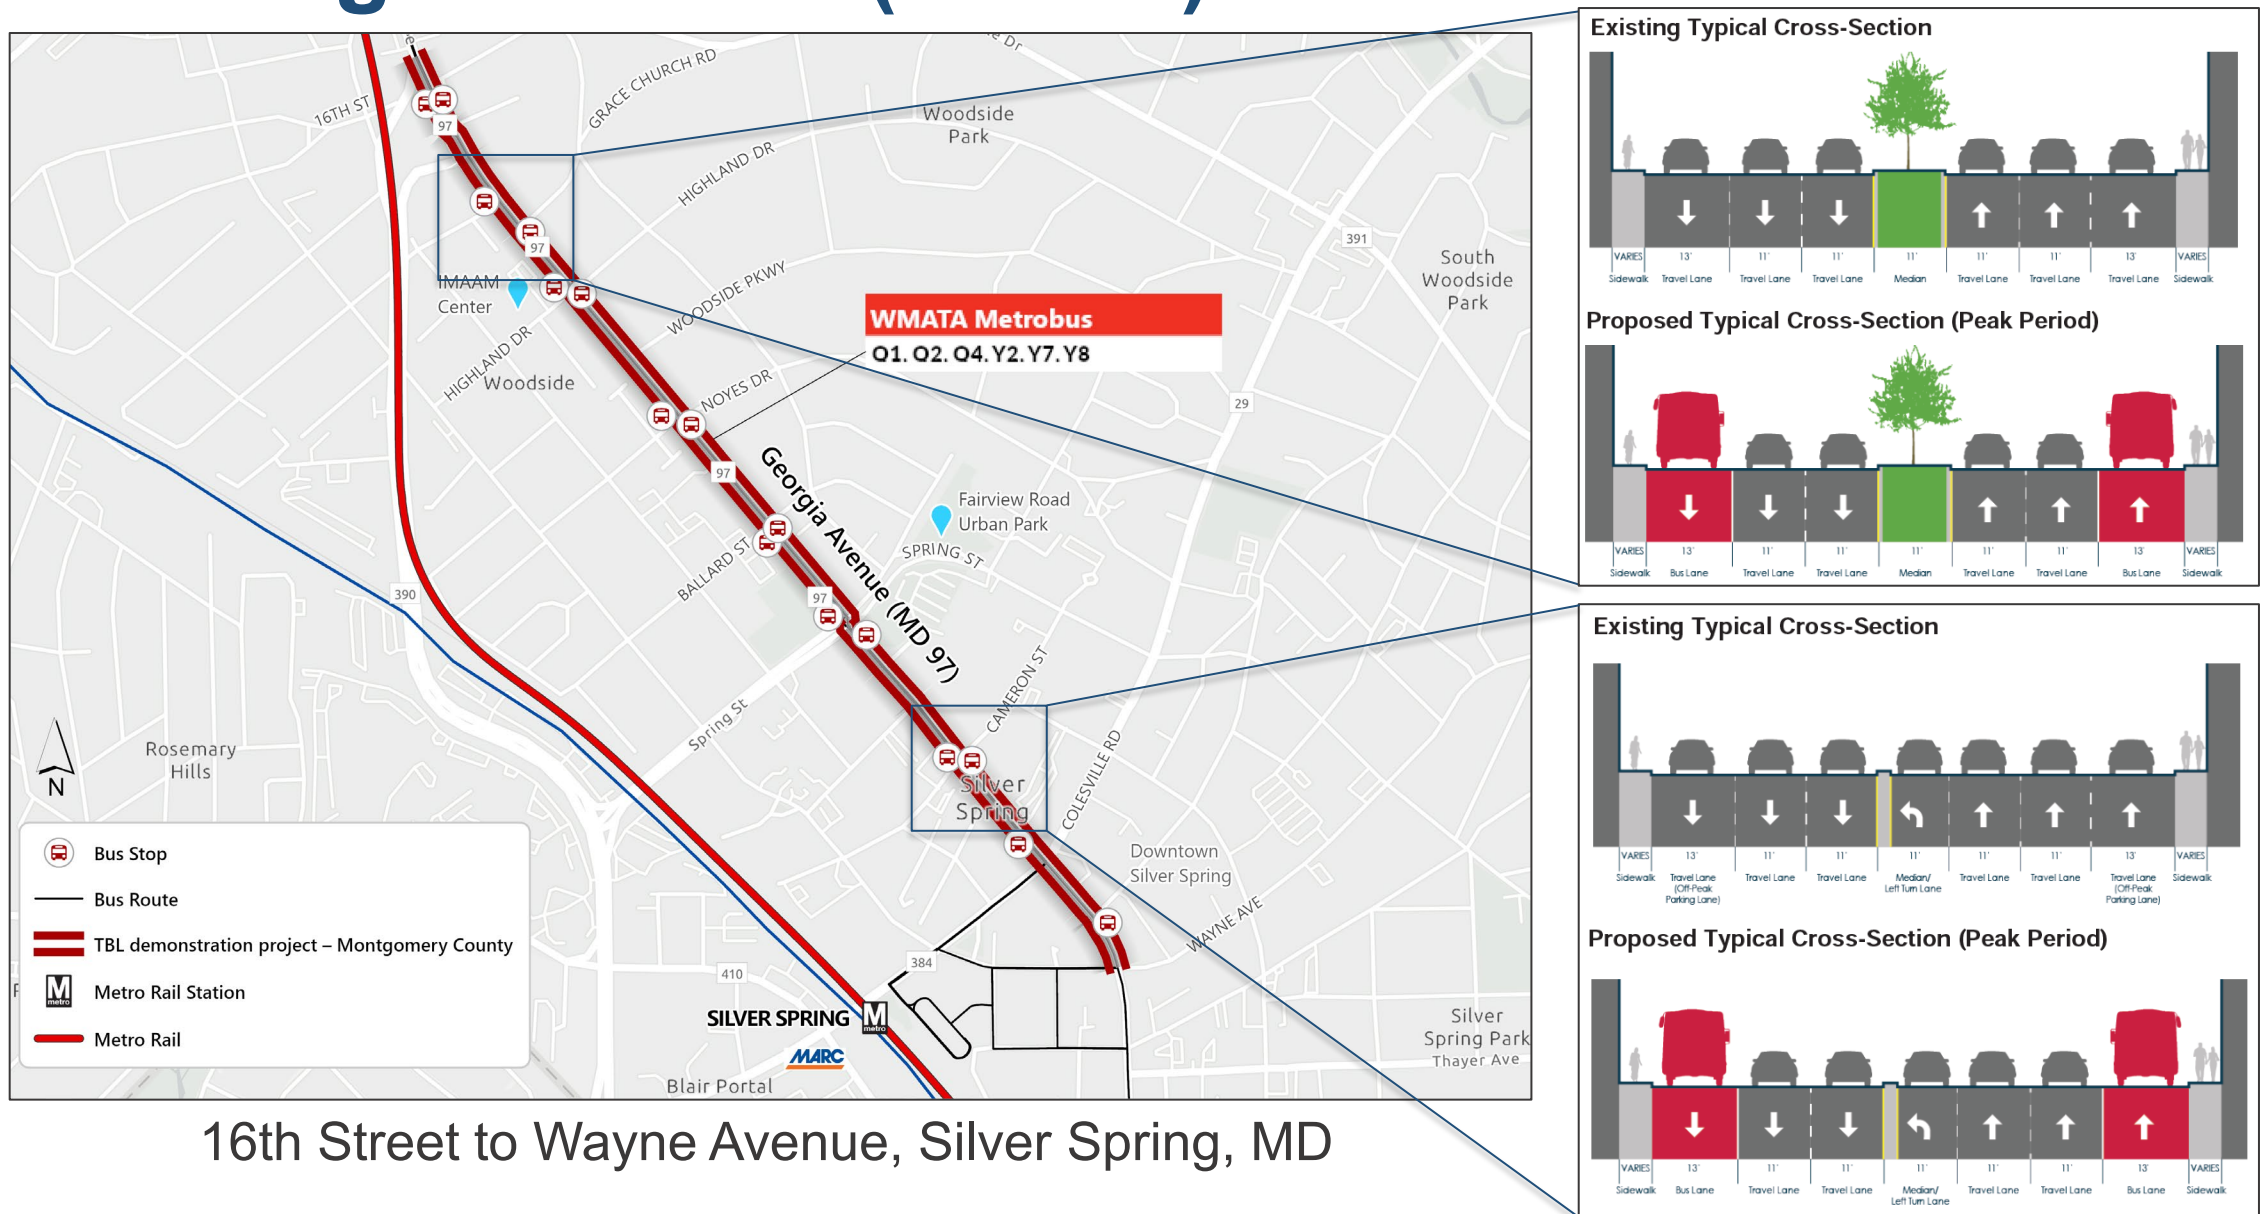 16TH ST
GRACE CHURCH RD
e Dr
Woodside
Park
97
HIGHLAND DR
391
South
Woodside
Park
97
IMAAM
Center
WOODSIDE PKWY
HIGHLAND DR
Woodside
WMATA Metrobus
Q1. Q2. Q4. Y2. Y7. Y8
NOYES DR
29
97
Georgia Avenue (MD 97)
Fairview Road
Urban Park
SPRING ST
BALLARD ST
97
390
CAMERON ST
Spring St
COLESVILLE RD
Silver
Spring
Rosemary
Hills
N
Downtown
Silver Spring
WAYNE AVE
384
410
SILVER SPRING
M
metro
MARC
Blair Portal
Silver
Spring Park
Thayer Ave
Bus Stop
Bus Route
TBL demonstration project – Montgomery County
M
metro
Metro Rail Station
Metro Rail
16th Street to Wayne Avenue, Silver Spring, MD
Existing Typical Cross-Section
VARIES 13' 11' 11' 11' 11' 11' 13' VARIES
Sidewalk Travel Lane Travel Lane Travel Lane Median Travel Lane Travel Lane Travel Lane Sidewalk
Proposed Typical Cross-Section (Peak Period)
VARIES 13' 11' 11' 11' 11' 11' 13' VARIES
Sidewalk Bus Lane Travel Lane Travel Lane Median Travel Lane Travel Lane Bus Lane Sidewalk
Existing Typical Cross-Section
VARIES 13' 11' 11' 11' 11' 11' 13' VARIES
Sidewalk Travel Lane Travel Lane Travel Lane Median/ Travel Lane Travel Lane Travel Lane Sidewalk
(Off-Peak Left Turn Lane (Off-Peak
Parking Lane) Parking Lane)
Proposed Typical Cross-Section (Peak Period)
VARIES 13' 11' 11' 11' 11' 11' 13' VARIES
Sidewalk Bus Lane Travel Lane Travel Lane Median/ Travel Lane Travel Lane Bus Lane Sidewalk
Left Turn Lane